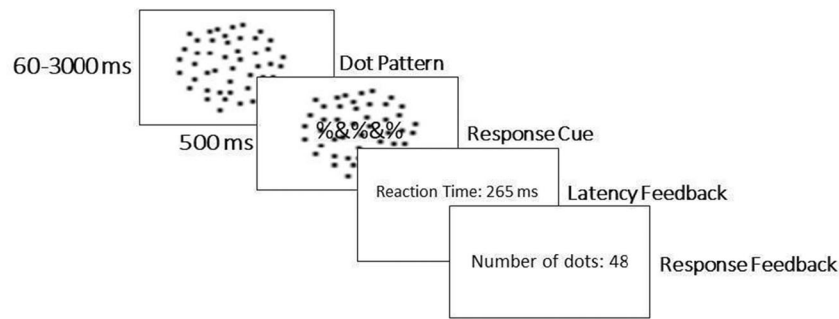 60-3000 ms
Dot Pattern
%&%&%
500 ms
Response Cue
Reaction Time: 265 ms
Latency Feedback
Number of dots: 48
Response Feedback